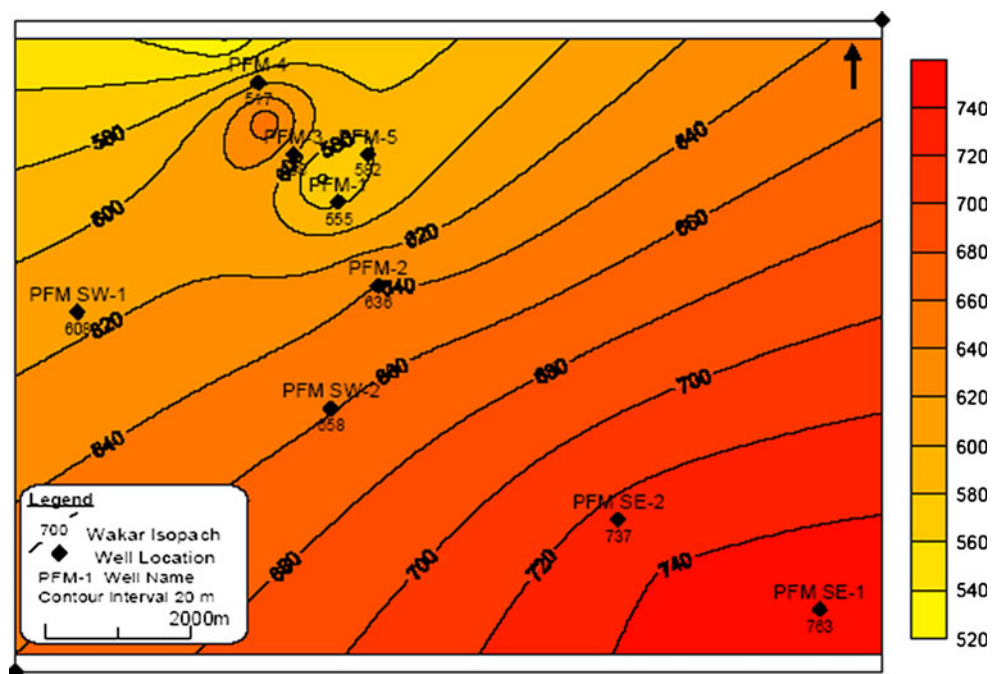 PFM-4
517
580
PFM-3
580
PFM-5
582
PFM-1
555
640
740
720
700
680
660
640
620
600
580
560
540
520
600
620
660
PFM-2
640
636
PFM SW-1
608
620
660
680
700
PFM SW-2
658
640
PFM SE-2
737
680
700
720
740
PFM SE-1
763
Legend
700 Wakar Isopach
Well Location
PFM-1 Well Name
Contour Interval 20 m
2000m